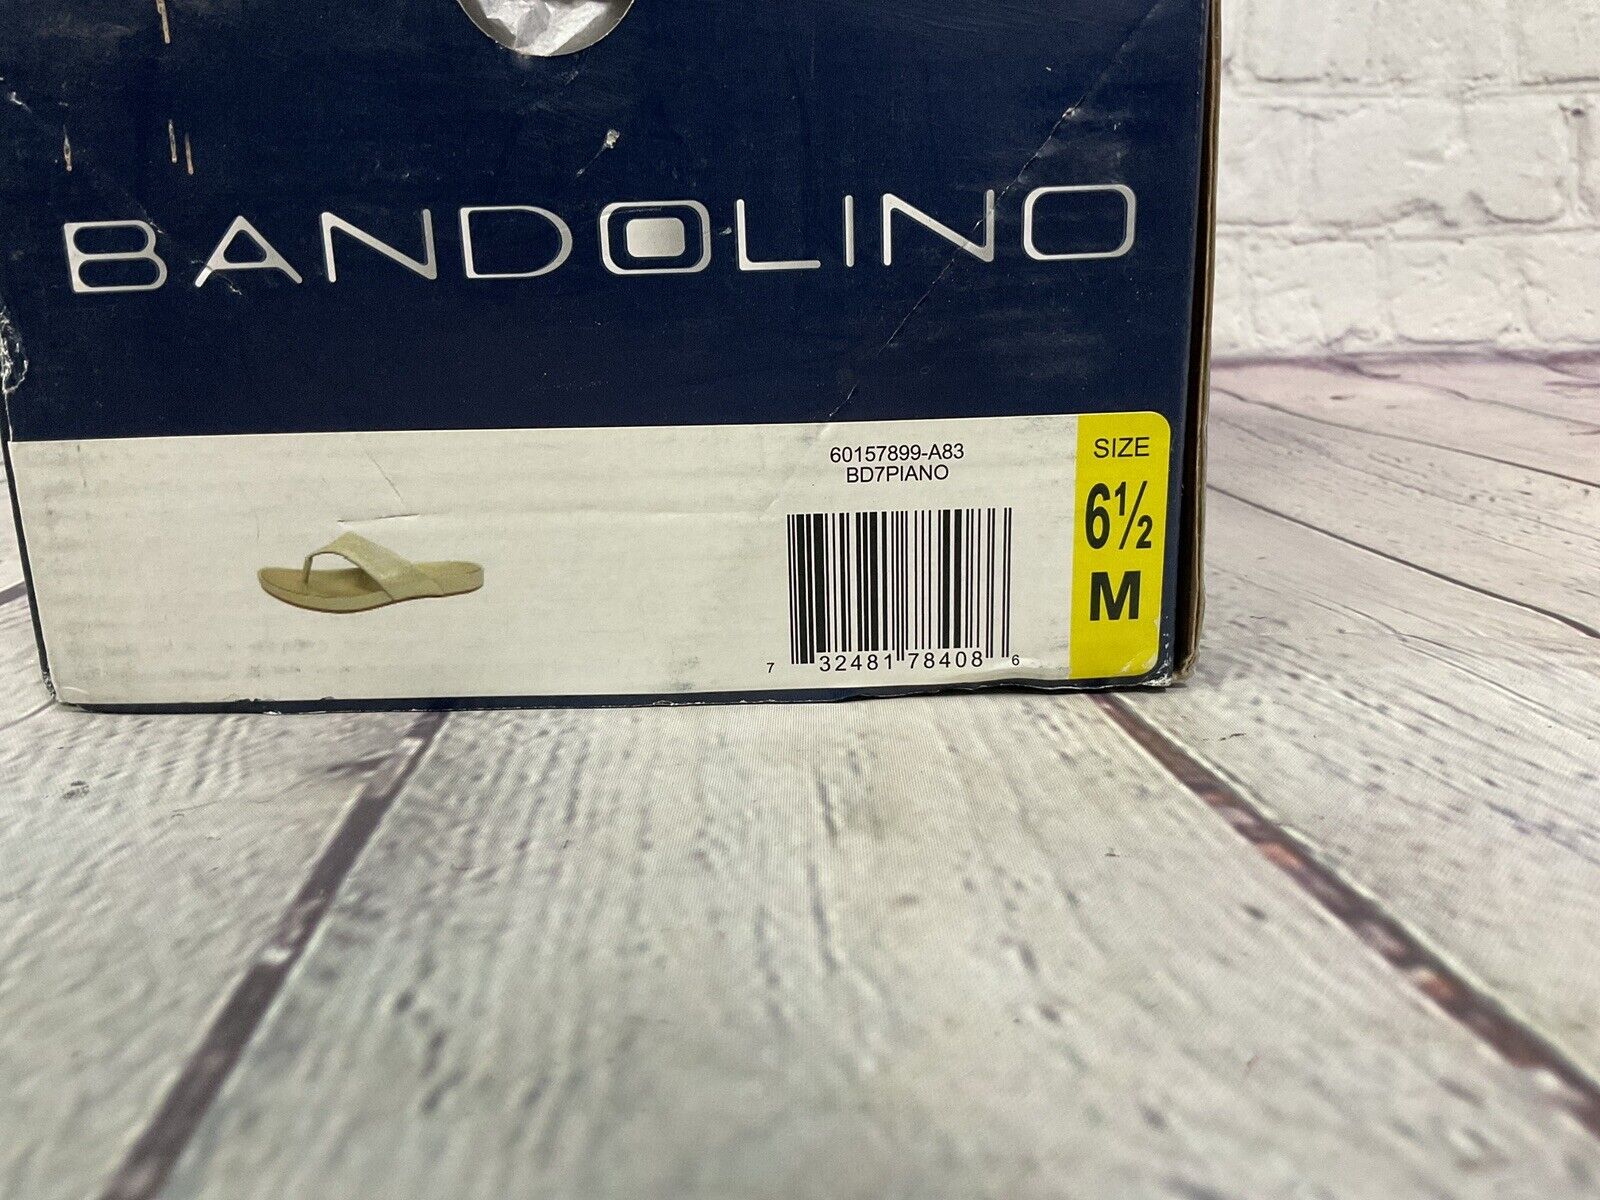 BANDOLINO
60157899-A83
BD7PIANO
SIZE
6½
M
7 32481 78408 6